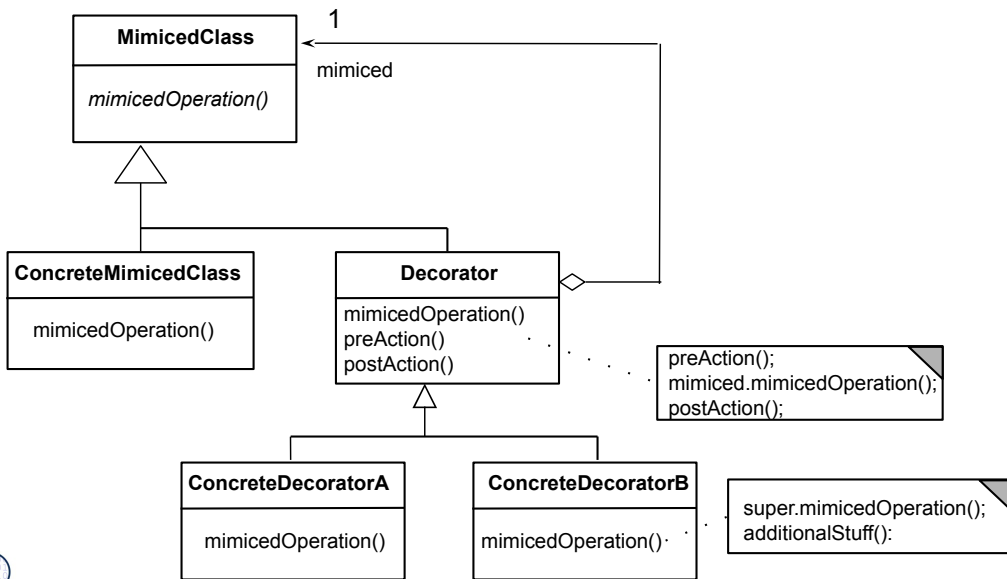 MimicedClass
1
mimiced
mimicedOperation()
ConcreteMimicedClass
mimicedOperation()
Decorator
mimicedOperation()
preAction()
postAction()
preAction();
mimiced.mimicedOperation();
postAction();
ConcreteDecoratorA
mimicedOperation()
ConcreteDecoratorB
mimicedOperation()
super.mimicedOperation();
additionalStuff():